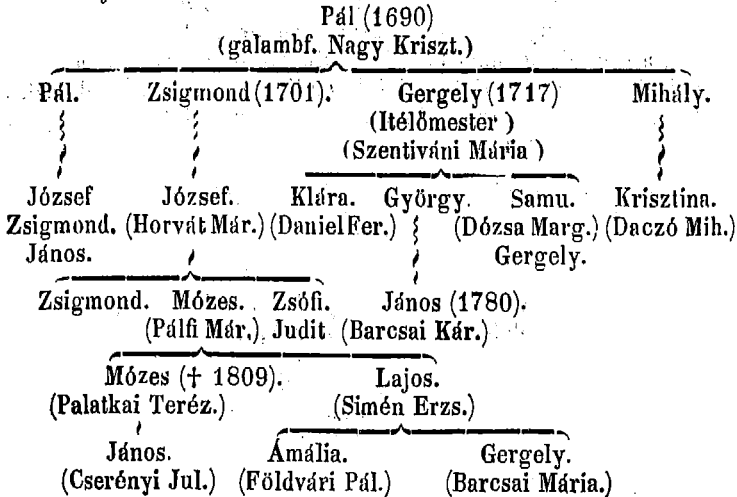 Pál (1690)
(galambf. Nagy Kriszt.)
Pál. Zsigmond (1701). Gergely (1717) Mihály.
(Itélőmester)
(Szentiváni Mária)
József József. Klára. György. Samu. Krisztina.
Zsigmond. (Horvát Már.) (Daniel Fer.) (Dózsa Marg.) (Daczó Mih.)
János. Gergely.
Zsigmond. Mózes. Zsófi. János (1780).
(Pálfi Már.) Judit (Barcsai Kár.)
Mózes († 1809). Lajos.
(Palatkai Teréz.) (Simén Erzs.)
János. Amália. Gergely.
(Cserényi Jul.) (Földvári Pál.) (Barcsai Mária.)